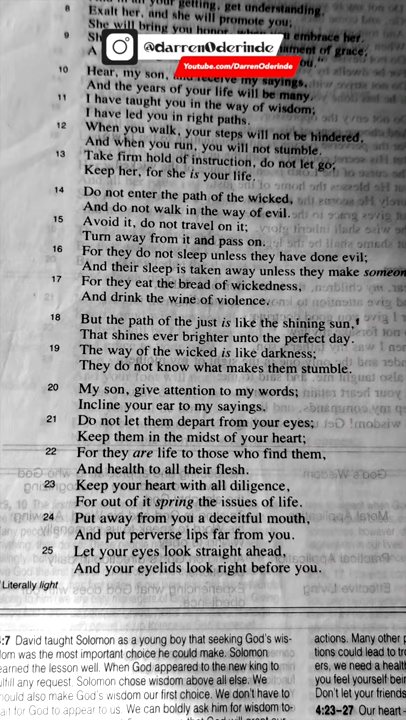 your getting, get understanding.
8 Exalt her, and she will promote you;
She will bring you honor, when you embrace her.
9 She
A ornament of grace,
you."
@darrenOderinde
Youtube.com/DarrenOderinde
10 Hear, my son, and receive my sayings,
And the years of your life will be many.
11 I have taught you in the way of wisdom;
I have led you in right paths.
12 When you walk, your steps will not be hindered,
And when you run, you will not stumble.
13 Take firm hold of instruction, do not let go;
Keep her, for she is your life.
14 Do not enter the path of the wicked,
And do not walk in the way of evil.
15 Avoid it, do not travel on it;
Turn away from it and pass on.
16 For they do not sleep unless they have done evil;
And their sleep is taken away unless they make someon
17 For they eat the bread of wickedness,
And drink the wine of violence.
18 But the path of the just is like the shining sun,
That shines ever brighter unto the perfect day.
19 The way of the wicked is like darkness;
They do not know what makes them stumble.
20 My son, give attention to my words;
Incline your ear to my sayings.
21 Do not let them depart from your eyes;
Keep them in the midst of your heart;
22 For they are life to those who find them,
And health to all their flesh.
23 Keep your heart with all diligence,
For out of it spring the issues of life.
24 Put away from you a deceitful mouth,
And put perverse lips far from you.
25 Let your eyes look straight ahead,
And your eyelids look right before you.
Literally light
:7 David taught Solomon as a young boy that seeking God's wis-
dom was the most important choice he could make. Solomon
earned the lesson well. When God appeared to the new king to
ulfill any request. Solomon chose wisdom above all else. We
hould also make God's wisdom our first choice. We don't have to
ait for God to appear to us. We can boldly ask him for wisdom to-
actions. Many other p
tions could lead to tro
ers, we need a health
you feel yourself bein
Don't let your friends
4:23–27 Our heart